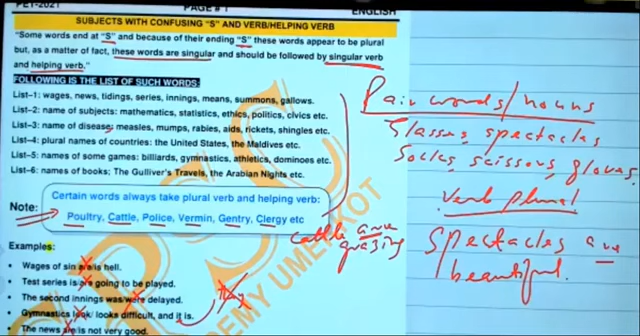 PET-2021 PAGE # 1 ENGLISH
SUBJECTS WITH CONFUSING "S" AND VERB/HELPING VERB
"Some words end at "S" and because of their ending "S" these words appear to be plural
but, as a matter of fact, these words are singular and should be followed by singular verb
and helping verb."
FOLLOWING IS THE LIST OF SUCH WORDS:
List-1: wages, news, tidings, series, innings, means, summons, gallows.
List-2: name of subjects: mathematics, statistics, ethics, politics, civics etc.
List-3: name of disease: measles, mumps, rabies, aids, rickets, shingles etc.
List-4: plural names of countries: the United States, the Maldives etc.
List-5: names of some games: billiards, gymnastics, athletics, dominoes etc.
List-6: names of books; The Gulliver's Travels, the Arabian Nights etc.
Note:
Certain words always take plural verb and helping verb:
Poultry, Cattle, Police, Vermin, Gentry, Clergy etc
Examples:
• Wages of sin are/is hell.
• Test series is/are going to be played.
• The second innings was/were delayed.
• Gymnastics look/ looks difficult, and it is.
• The news are/is not very good.
cattle are
grazing
Pair words/nouns
Glasses, spectacles
Socks, scissors, gloves,
Verb plural
Spectacles are
beautiful.
ACADEMY UMERKOT